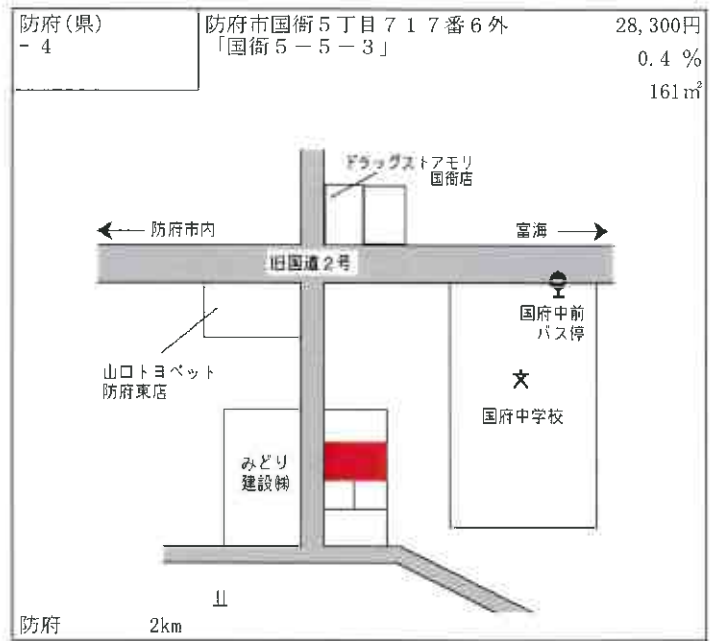 防府(県)
- 4
防府市国衙5丁目717番6外
「国衙5-5-3」
28,300円
0.4 %
161㎡
ドラッグストアモリ
国衙店
防府市内
富海
旧国道2号
国府中前
バス停
山口トヨペット
防府東店
文
国府中学校
みどり
建設㈱
防府 2km